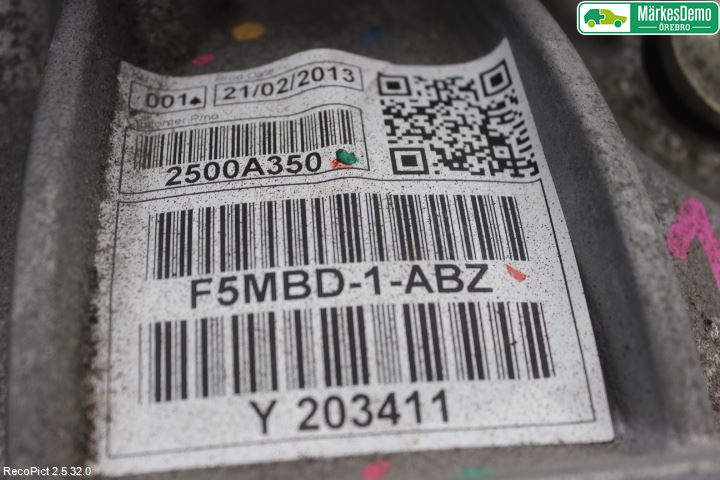 MärkesDemo
ÖREBRO
001♠ 21/02/2013
2500A350
F5MBD-1-ABZ
Y 203411
RecoPict 2.5.32.0